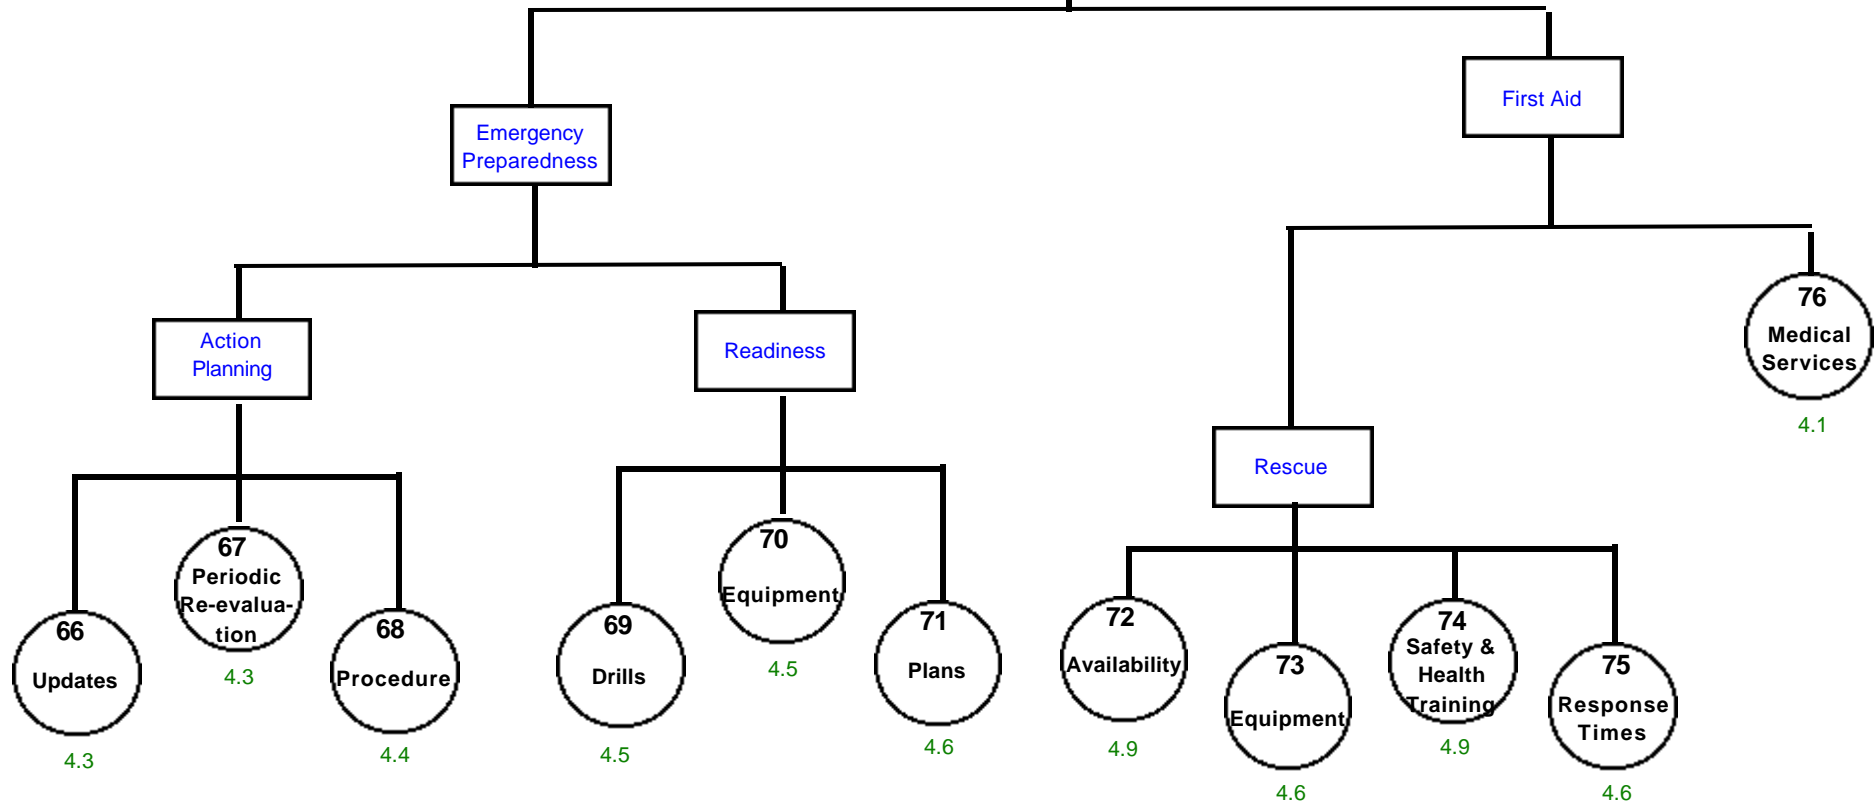 First Aid
Emergency
Preparedness
Action
Planning
Readiness
76
Medical
Services
4.1
Rescue
67
Periodic
Re-evalua-
tion
4.3
66
Updates
4.3
68
Procedure
4.4
69
Drills
4.5
70
Equipment
4.5
71
Plans
4.6
72
Availability
4.9
73
Equipment
4.6
74
Safety &
Health
Training
4.9
75
Response
Times
4.6